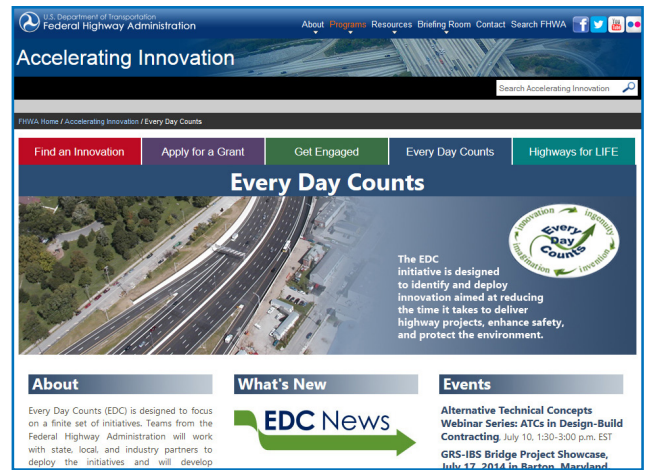 U.S. Department of Transportation
Federal Highway Administration
About Programs Resources Briefing Room Contact Search FHWA
Accelerating Innovation
Search Accelerating Innovation
FHWA Home / Accelerating Innovation / Every Day Counts
Find an Innovation
Apply for a Grant
Get Engaged
Every Day Counts
Highways for LIFE
Every Day Counts
innovation
ingenuity
invention
imagination
Every
Day
Counts
The EDC
initiative is designed
to identify and deploy
innovation aimed at reducing
the time it takes to deliver
highway projects, enhance safety,
and protect the environment.
About
Every Day Counts (EDC) is designed to focus
on a finite set of initiatives. Teams from the
Federal Highway Administration will work
with state, local, and industry partners to
deploy the initiatives and will develop
What's New
EDC News
Events
Alternative Technical Concepts
Webinar Series: ATCs in Design-Build
Contracting, July 10, 1:30-3:00 p.m. EST
GRS-IBS Bridge Project Showcase,
July 17, 2014 in Barton, Maryland